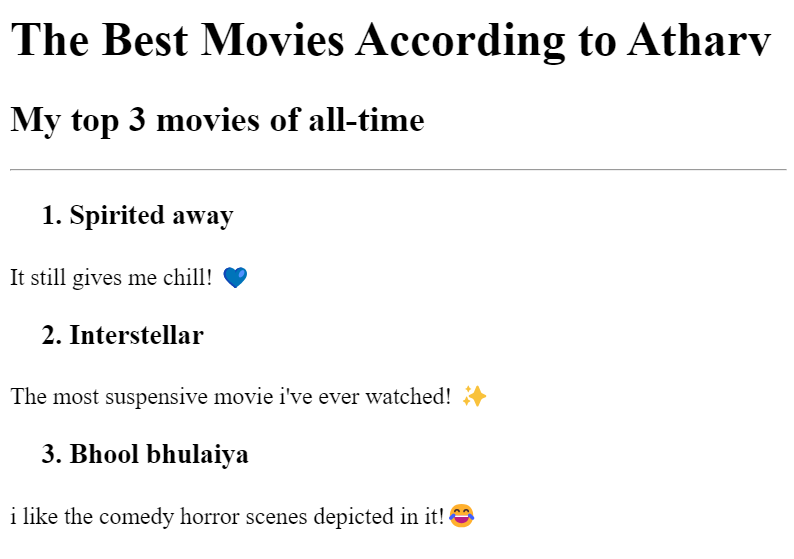 The Best Movies According to Atharv
My top 3 movies of all-time
1. Spirited away
It still gives me chill! 💙
2. Interstellar
The most suspensive movie i've ever watched! ✨
3. Bhool bhulaiya
i like the comedy horror scenes depicted in it!😂